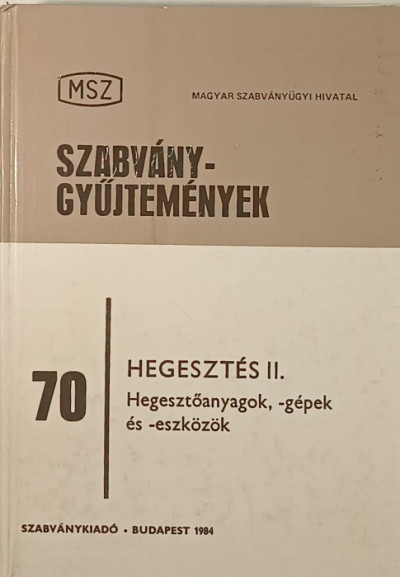 MSZ
MAGYAR SZABVÁNYÜGYI HIVATAL
SZABVÁNY-
GYŰJTEMÉNYEK
70
HEGESZTÉS II.
Hegesztőanyagok, -gépek
és -eszközök
SZABVÁNYKIADÓ • BUDAPEST 1984